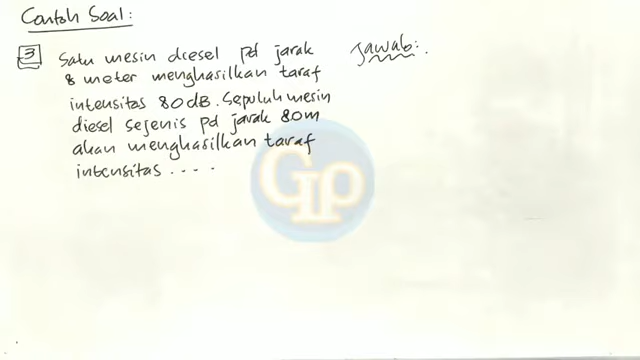 Contoh Soal:
3 Satu mesin diesel pd jarak
8 meter menghasilkan taraf
intensitas 80 dB. Sepuluh mesin
diesel sejenis pd jarak 80 m
akan menghasilkan taraf
intensitas ....
Jawab:.
GIP